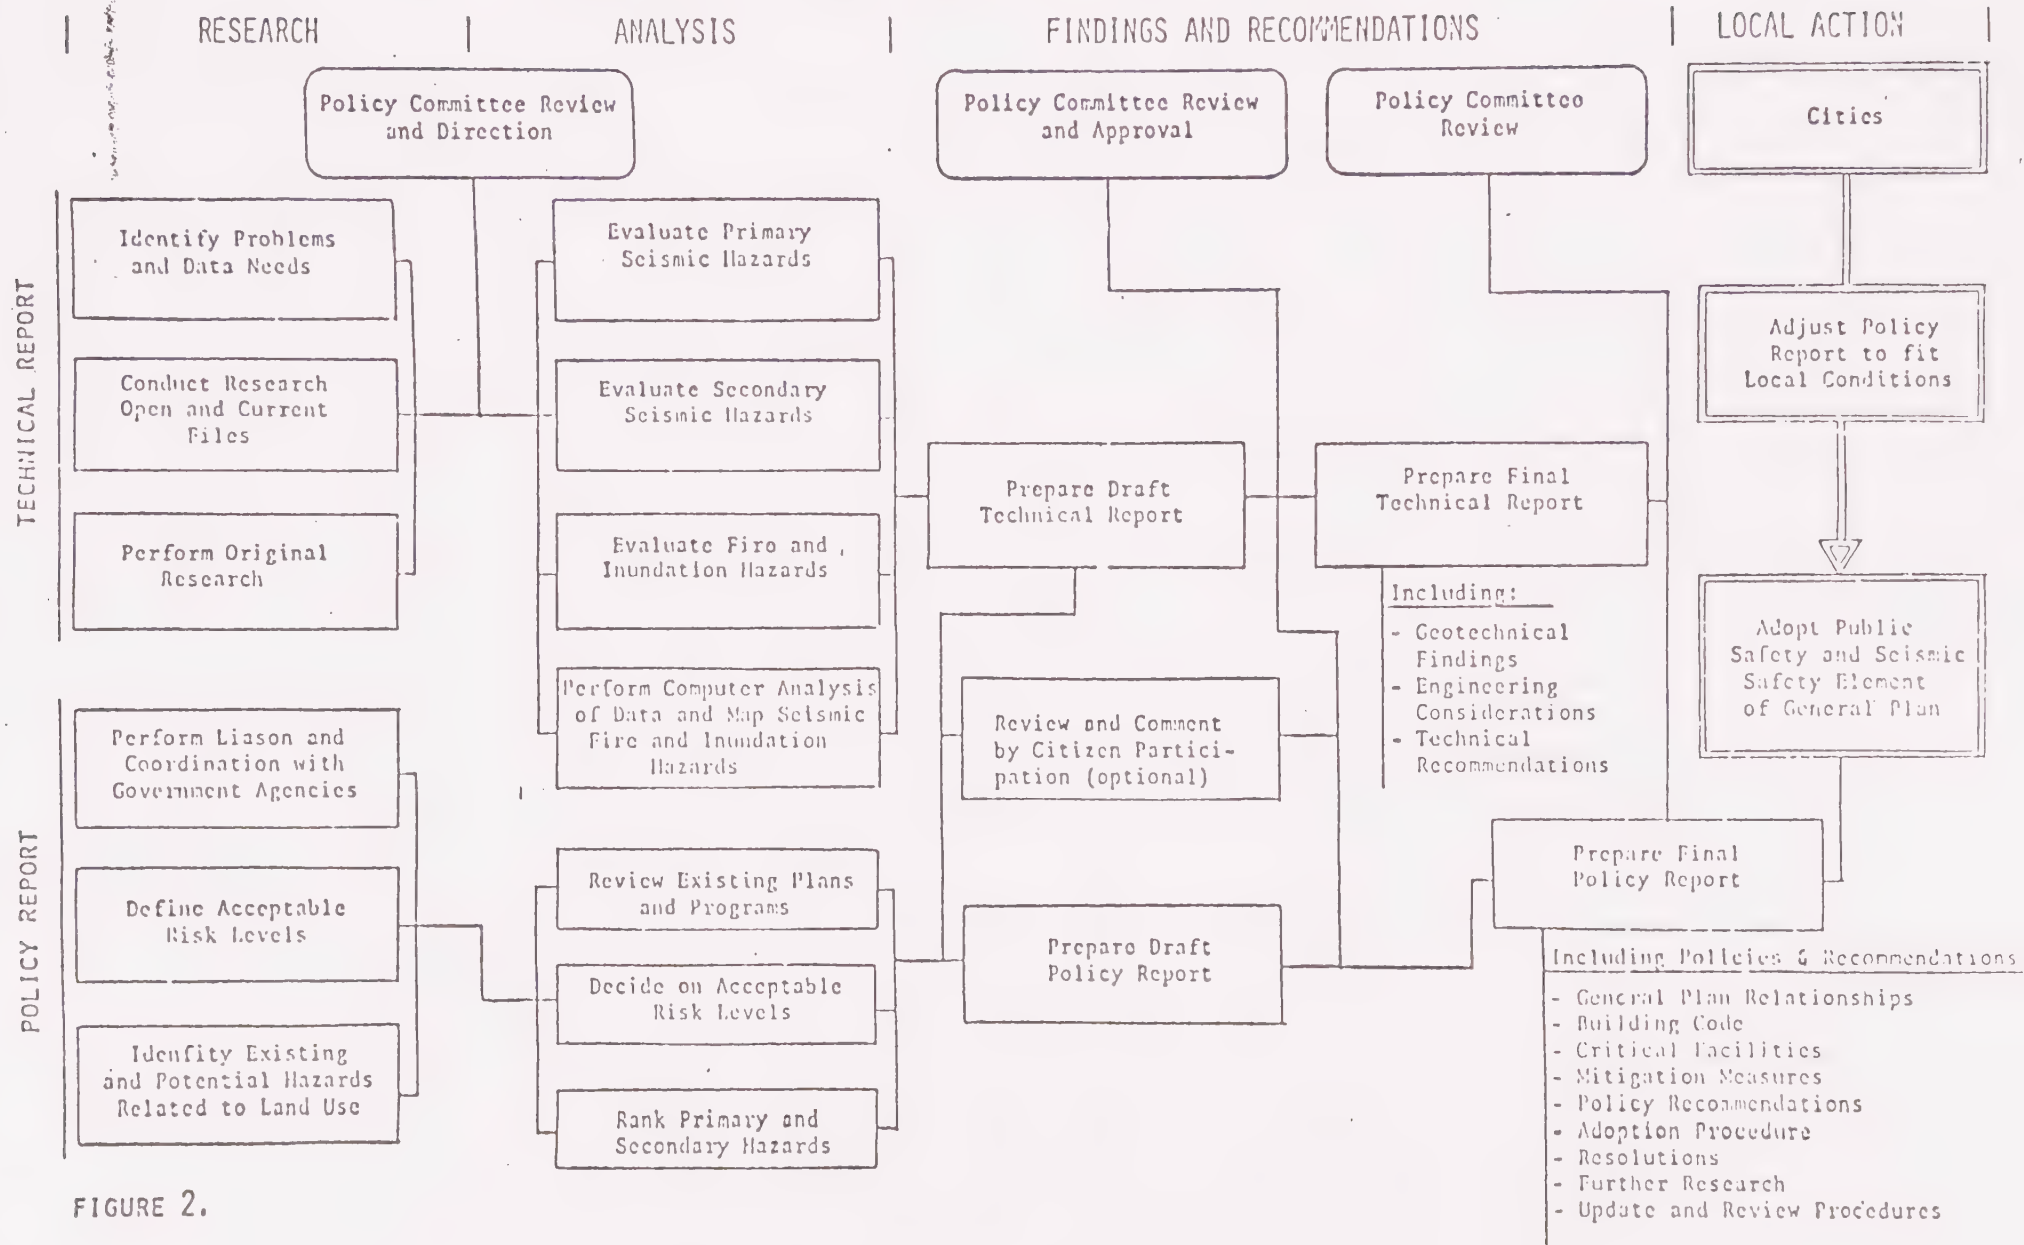 RESEARCH
ANALYSIS
FINDINGS AND RECOMMENDATIONS
LOCAL ACTION
Policy Committee Review
and Direction
Policy Committee Review
and Approval
Policy Committee
Review
Cities
TECHNICAL REPORT
Identify Problems
and Data Needs
Conduct Research
Open and Current
Files
Perform Original
Research
Evaluate Primary
Seismic Hazards
Evaluate Secondary
Seismic Hazards
Evaluate Fire and
Inundation Hazards
Perform Computer Analysis
of Data and Map Seismic
Fire and Inundation
Hazards
Prepare Draft
Technical Report
Prepare Final
Technical Report
Including:
- Geotechnical
Findings
- Engineering
Considerations
- Technical
Recommendations
Adjust Policy
Report to fit
Local Conditions
Adopt Public
Safety and Seismic
Safety Element
of General Plan
POLICY REPORT
Perform Liason and
Coordination with
Government Agencies
Define Acceptable
Risk Levels
Idenfity Existing
and Potential Hazards
Related to Land Use
Review Existing Plans
and Programs
Decide on Acceptable
Risk Levels
Rank Primary and
Secondary Hazards
Review and Comment
by Citizen Partici-
pation (optional)
Prepare Draft
Policy Report
Prepare Final
Policy Report
Including Policies & Recommendations
- General Plan Relationships
- Building Code
- Critical Facilities
- Mitigation Measures
- Policy Recommendations
- Adoption Procedure
- Resolutions
- Further Research
- Update and Review Procedures
FIGURE 2.